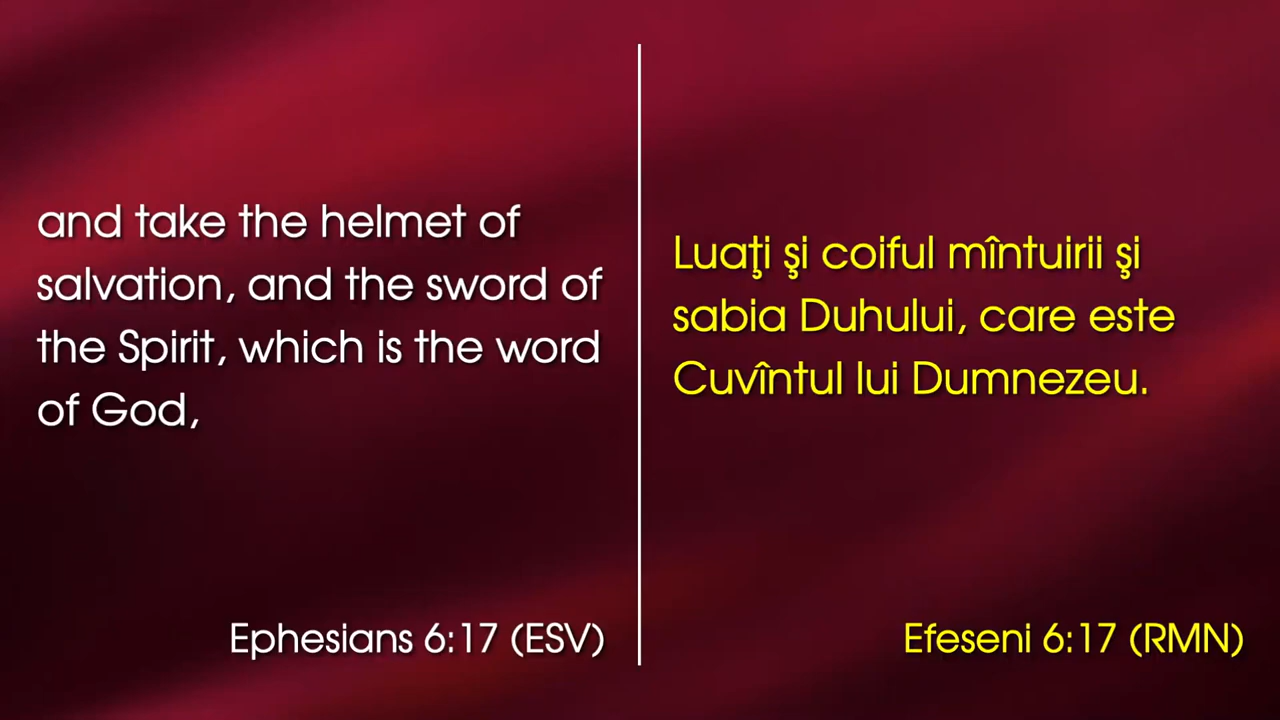 and take the helmet of
salvation, and the sword of
the Spirit, which is the word
of God,
Ephesians 6:17 (ESV)
Luaţi şi coiful mîntuirii şi
sabia Duhului, care este
Cuvîntul lui Dumnezeu.
Efeseni 6:17 (RMN)